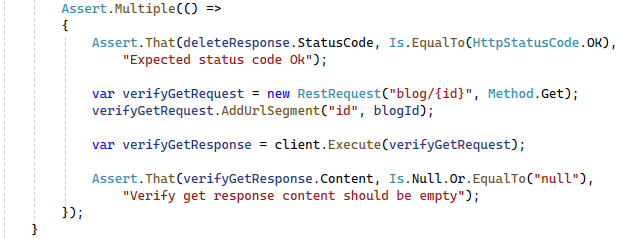 Assert.Multiple(() =>
{
Assert.That(deleteResponse.StatusCode, Is.EqualTo(HttpStatusCode.OK),
"Expected status code Ok");
var verifyGetRequest = new RestRequest("blog/{id}", Method.Get);
verifyGetRequest.AddUrlSegment("id", blogId);
var verifyGetResponse = client.Execute(verifyGetRequest);
Assert.That(verifyGetResponse.Content, Is.Null.Or.EqualTo("null"),
"Verify get response content should be empty");
});
}